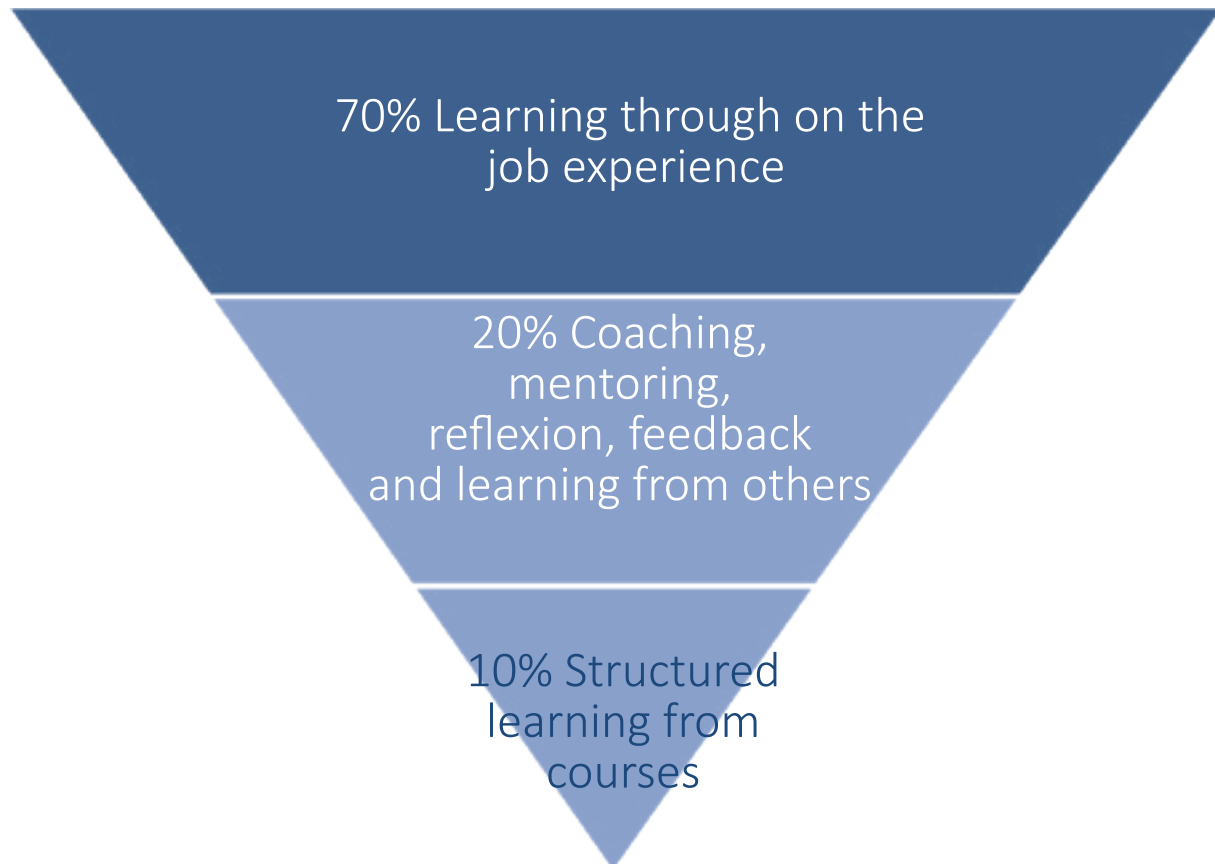 70% Learning through on the
job experience
20% Coaching,
mentoring,
reflexion, feedback
and learning from others
10% Structured
learning from
courses